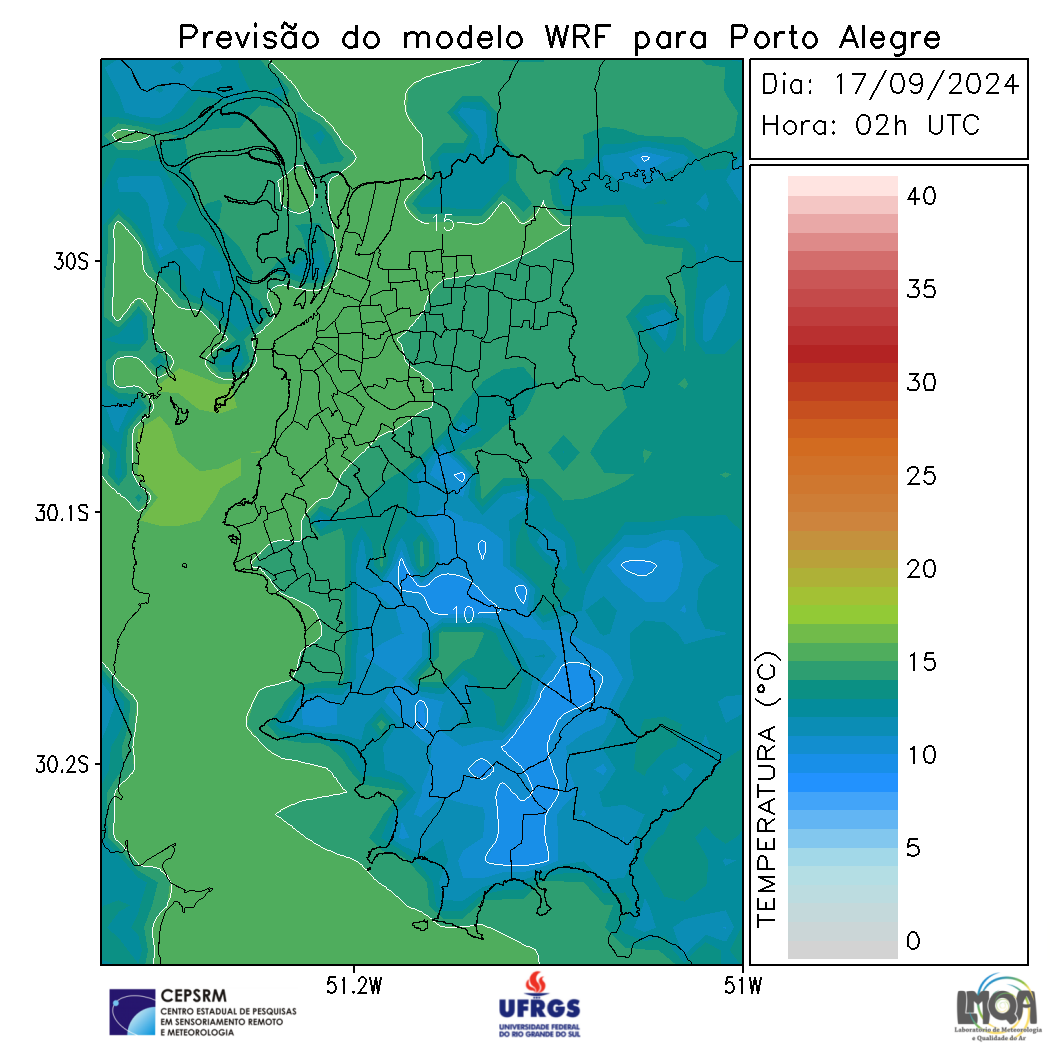 Previsão do modelo WRF para Porto Alegre
Dia: 17/09/2024
Hora: 02h UTC
30S
30.1S
30.2S
51.2W
51W
15
10
40
35
30
25
20
15
10
5
0
TEMPERATURA (°C)
CEPSRM
CENTRO ESTADUAL DE PESQUISAS
EM SENSORIAMENTO REMOTO
E METEOROLOGIA
UFRGS
UNIVERSIDADE FEDERAL
DO RIO GRANDE DO SUL
LMQA
Laboratório de Meteorologia
e Qualidade do Ar